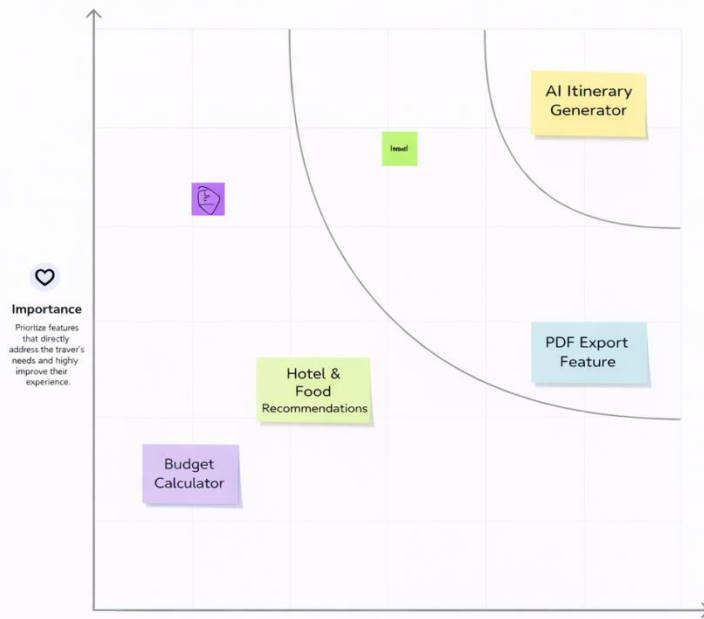 AI Itinerary
Generator
Importance
Prioritize features
that directly
address the traver's
needs and highy
improve their
experience.
PDF Export
Feature
Hotel &
Food
Recommendations
Budget
Calculator